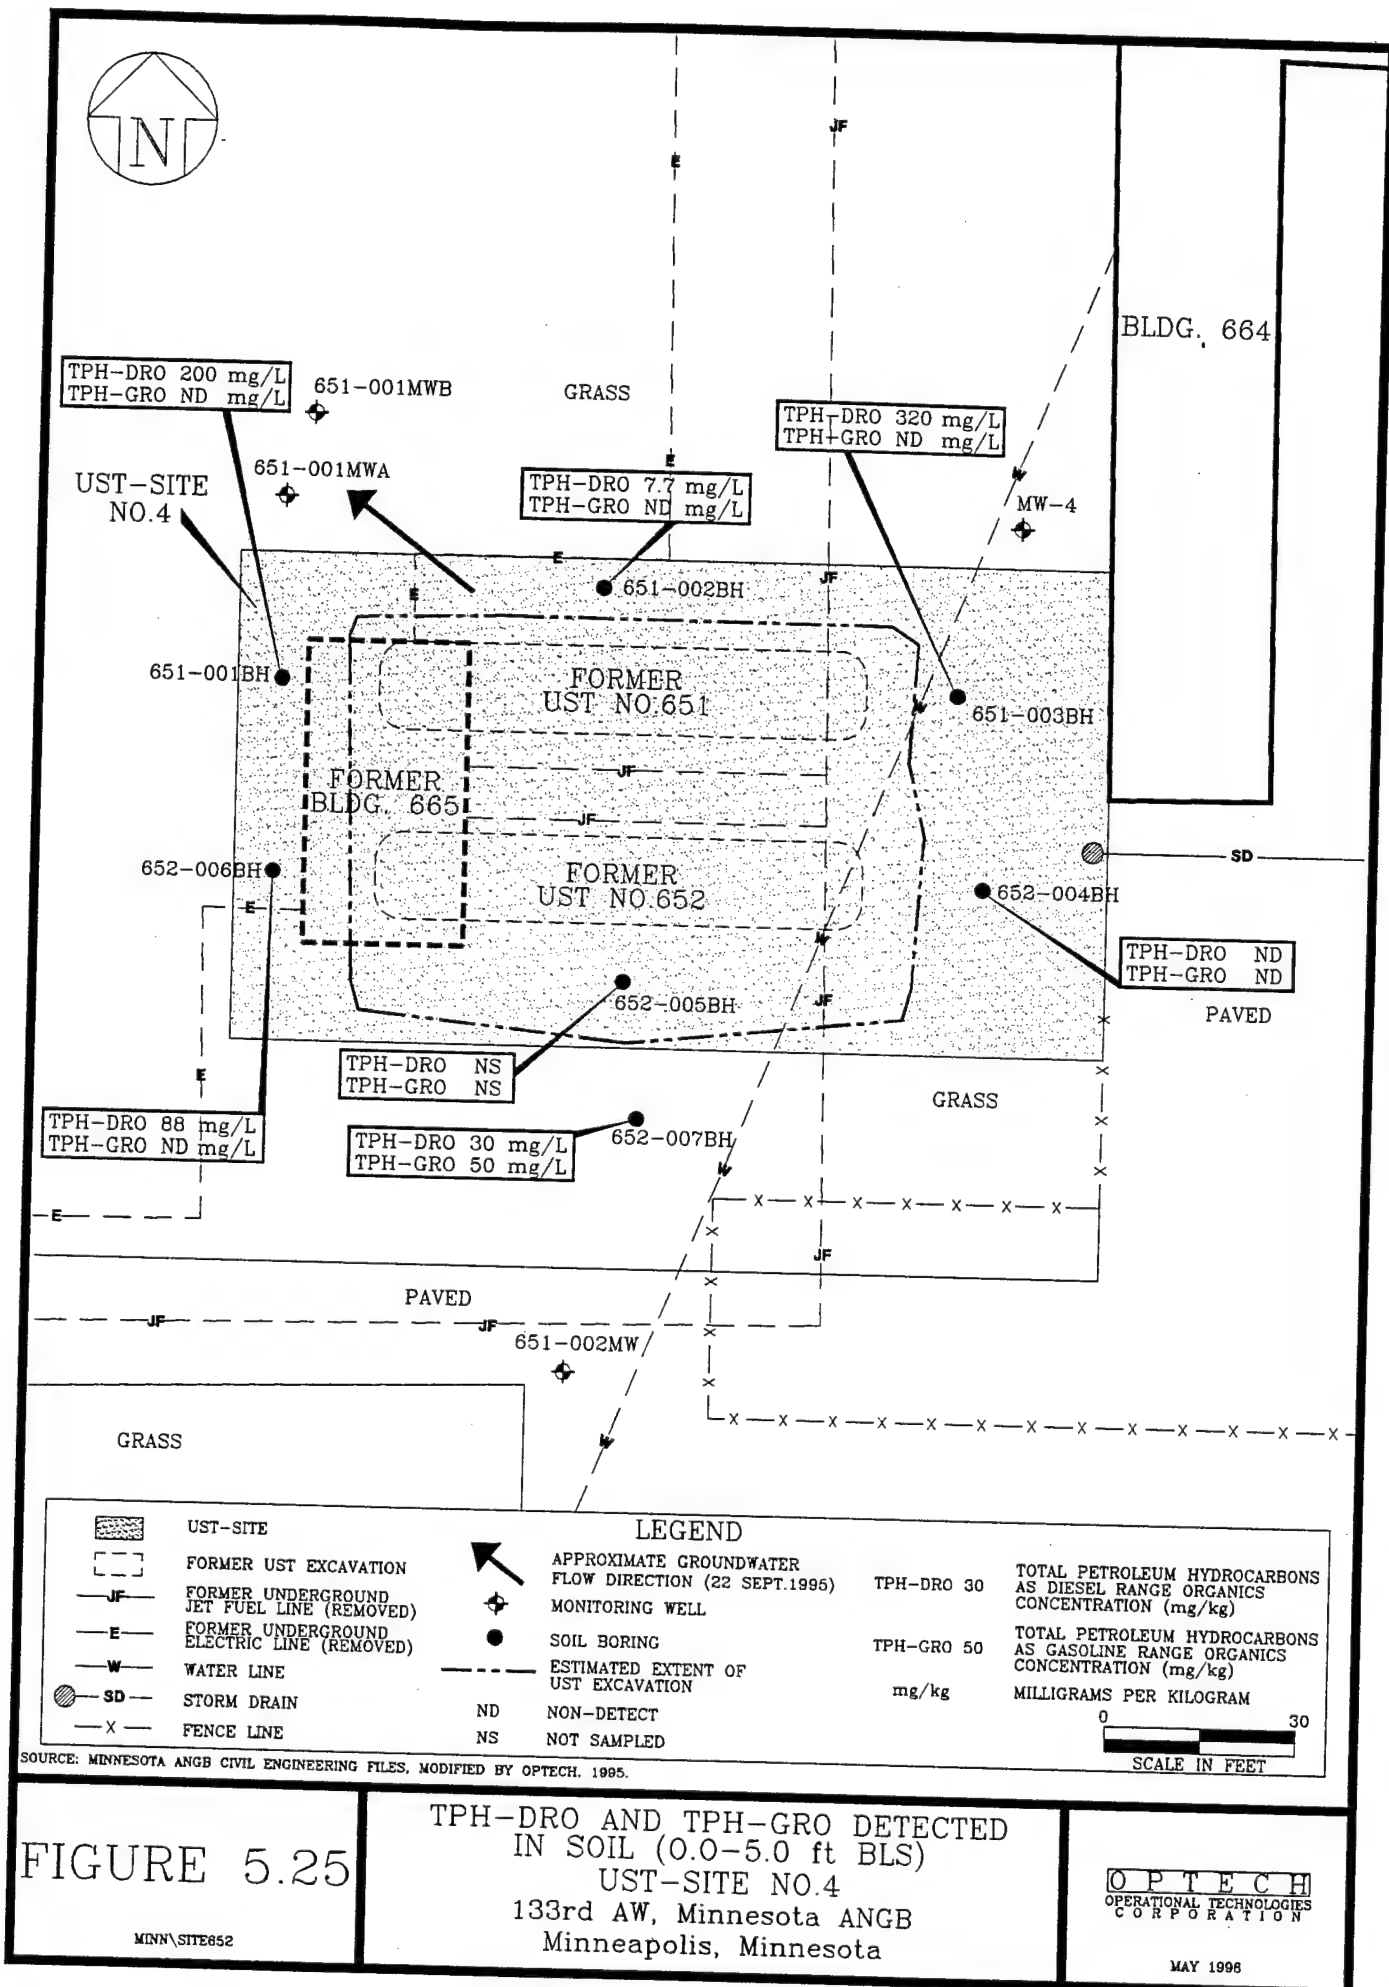 N
E
JF
BLDG. 664
TPH-DRO 200 mg/L
TPH-GRO ND mg/L
651-001MWB
GRASS
TPH-DRO 320 mg/L
TPH-GRO ND mg/L
651-001MWA
E
TPH-DRO 7.7 mg/L
TPH-GRO ND mg/L
W
MW-4
UST-SITE
NO.4
E
JF
E
651-002BH
651-001BH
FORMER
UST NO.651
W
651-003BH
JF
FORMER
BLDG. 665
JF
SD
652-006BH
FORMER
UST NO.652
652-004BH
E
W
TPH-DRO ND
TPH-GRO ND
652-005BH
JF
PAVED
X
TPH-DRO NS
TPH-GRO NS
E
X
GRASS
TPH-DRO 88 mg/L
TPH-GRO ND mg/L
TPH-DRO 30 mg/L
TPH-GRO 50 mg/L
652-007BH
X
W
X
E
X X X X X X
X
JF
X
PAVED
JF
JF
X
651-002MW
X
X X X X X X X X X X X X X
GRASS
W
LEGEND
UST-SITE
FORMER UST EXCAVATION
JF FORMER UNDERGROUND
JET FUEL LINE (REMOVED)
E FORMER UNDERGROUND
ELECTRIC LINE (REMOVED)
W WATER LINE
SD STORM DRAIN
X FENCE LINE
APPROXIMATE GROUNDWATER
FLOW DIRECTION (22 SEPT.1995)
MONITORING WELL
SOIL BORING
ESTIMATED EXTENT OF
UST EXCAVATION
ND NON-DETECT
NS NOT SAMPLED
TPH-DRO 30 TOTAL PETROLEUM HYDROCARBONS
AS DIESEL RANGE ORGANICS
CONCENTRATION (mg/kg)
TPH-GRO 50 TOTAL PETROLEUM HYDROCARBONS
AS GASOLINE RANGE ORGANICS
CONCENTRATION (mg/kg)
mg/kg MILLIGRAMS PER KILOGRAM
0 30
SCALE IN FEET
SOURCE: MINNESOTA ANGB CIVIL ENGINEERING FILES, MODIFIED BY OPTECH. 1995.
FIGURE 5.25
MINN\SITE652
TPH-DRO AND TPH-GRO DETECTED
IN SOIL (0.0-5.0 ft BLS)
UST-SITE NO.4
133rd AW, Minnesota ANGB
Minneapolis, Minnesota
OPTECH
OPERATIONAL TECHNOLOGIES
CORPORATION
MAY 1996